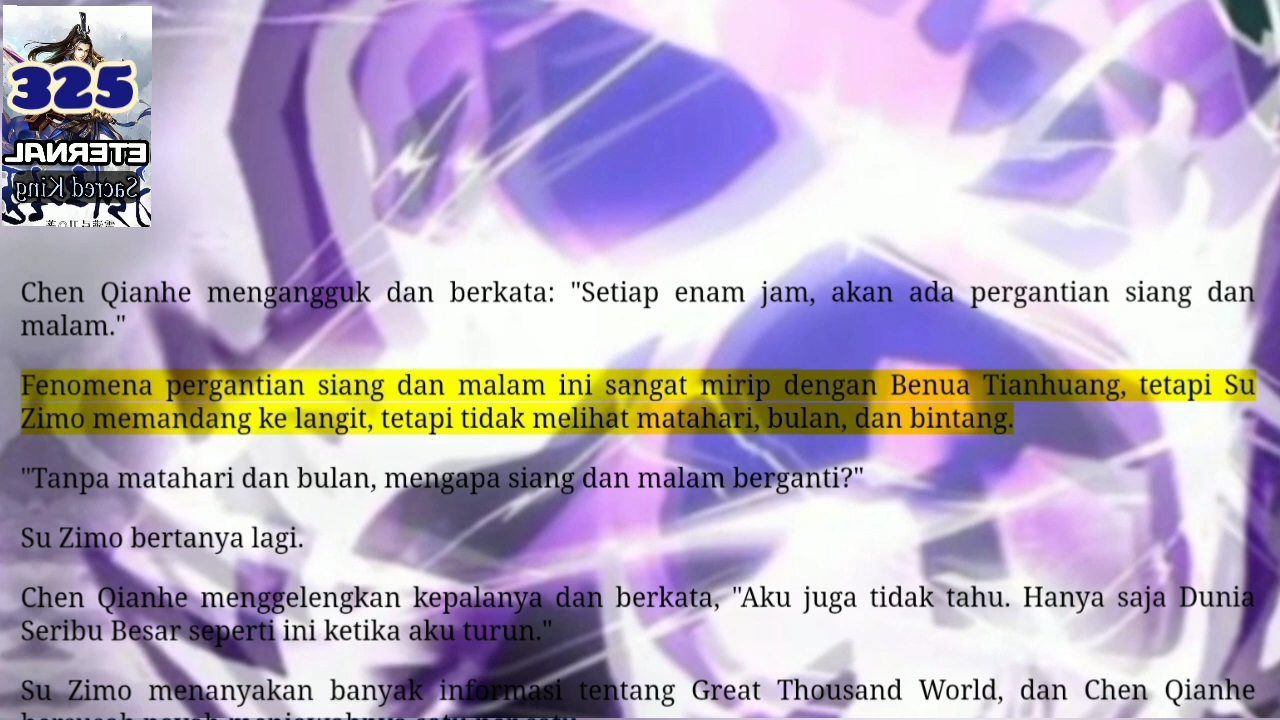 325
ETERNAL
Sacred King
Chen Qianhe mengangguk dan berkata: "Setiap enam jam, akan ada pergantian siang dan
malam."
Fenomena pergantian siang dan malam ini sangat mirip dengan Benua Tianhuang, tetapi Su
Zimo memandang ke langit, tetapi tidak melihat matahari, bulan, dan bintang.
"Tanpa matahari dan bulan, mengapa siang dan malam berganti?"
Su Zimo bertanya lagi.
Chen Qianhe menggelengkan kepalanya dan berkata, "Aku juga tidak tahu. Hanya saja Dunia
Seribu Besar seperti ini ketika aku turun."
Su Zimo menanyakan banyak informasi tentang Great Thousand World, dan Chen Qianhe